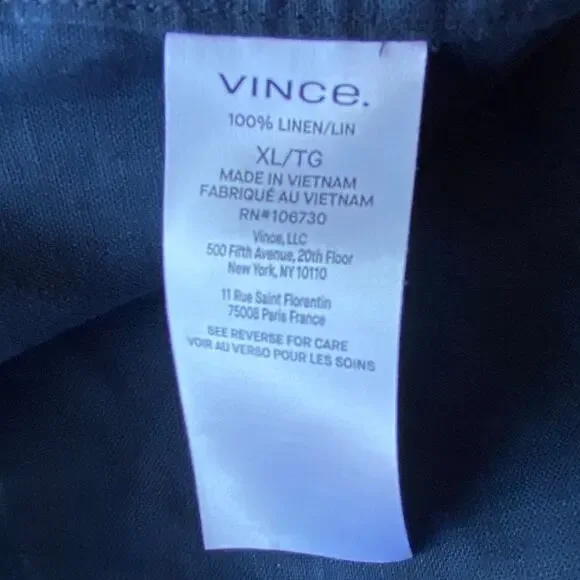 VINCe.
100% LINEN/LIN
XL/TG
MADE IN VIETNAM
FABRIQUÉ AU VIETNAM
RN#106730
Vince, LLC
500 Fifth Avenue, 20th Floor
New York, NY 10110
11 Rue Saint Florentin
75008 Paris France
SEE REVERSE FOR CARE
VOIR AU VERSO POUR LES SOINS